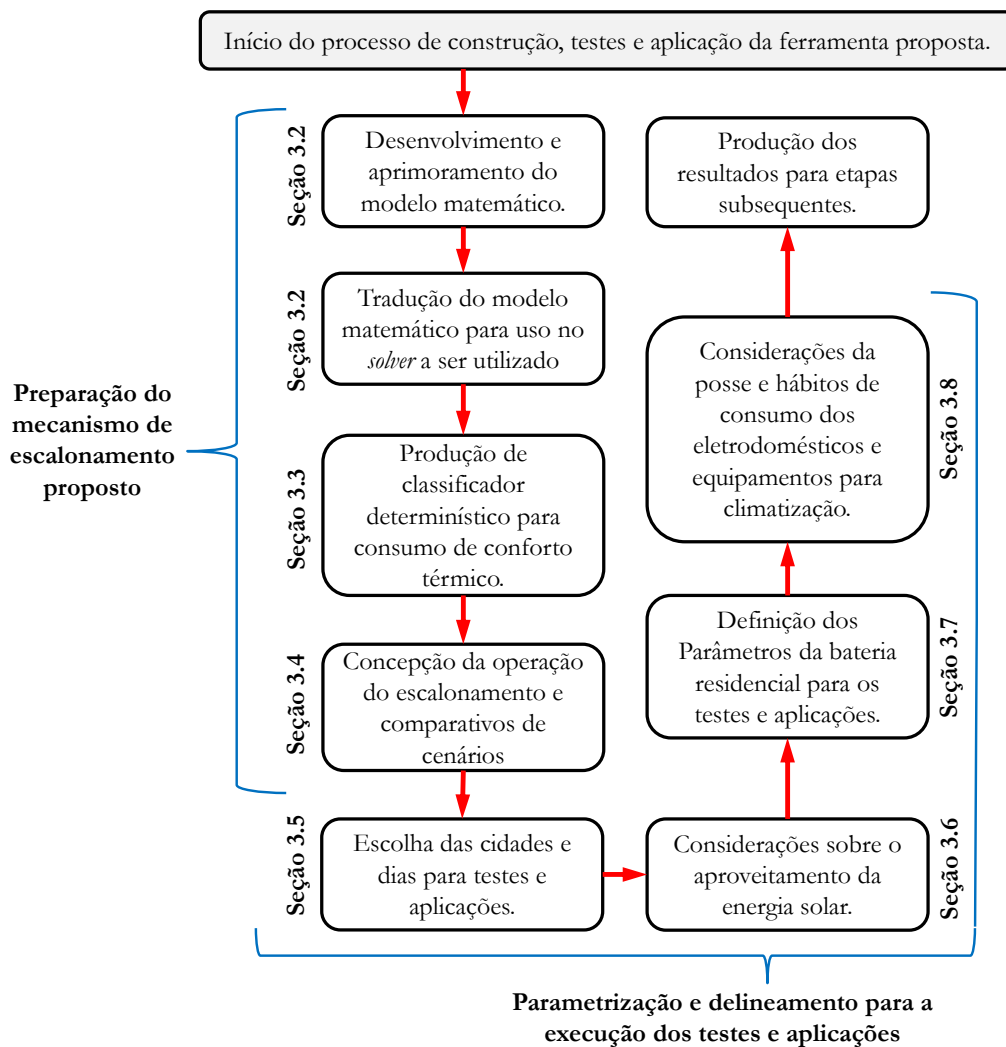 Início do processo de construção, testes e aplicação da ferramenta proposta.
Preparação do
mecanismo de
escalonamento
proposto
Seção 3.2
Desenvolvimento e
aprimoramento do
modelo matemático.
Seção 3.2
Tradução do modelo
matemático para uso no
solver a ser utilizado
Seção 3.3
Produção de
classificador
determinístico para
consumo de conforto
térmico.
Seção 3.4
Concepção da operação
do escalonamento e
comparativos de
cenários
Seção 3.5
Escolha das cidades e
dias para testes e
aplicações.
Considerações sobre o
aproveitamento da
energia solar.
Seção 3.6
Definição dos
Parâmetros da bateria
residencial para os
testes e aplicações.
Seção 3.7
Considerações da
posse e hábitos de
consumo dos
eletrodomésticos e
equipamentos para
climatização.
Seção 3.8
Produção dos
resultados para etapas
subsequentes.
Parametrização e delineamento para a
execução dos testes e aplicações